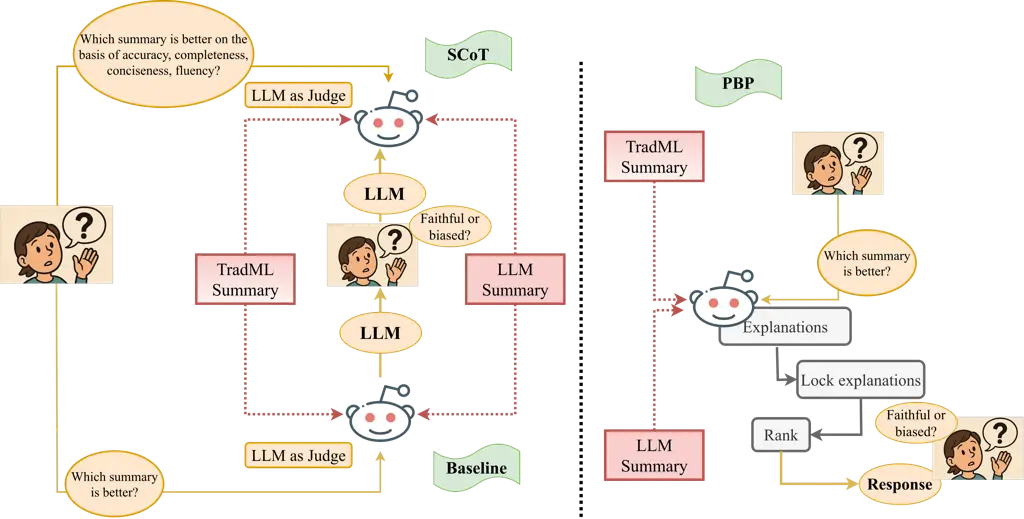 Which summary is better on the
basis of accuracy, completeness,
conciseness, fluency?
SCoT
LLM as Judge
LLM
Faithful or
biased?
?
?
TradML
Summary
LLM
Summary
LLM
LLM as Judge
Baseline
Which summary
is better?
PBP
TradML
Summary
?
Which summary
is better?
Explanations
Lock explanations
Rank
Faithful or
biased?
?
LLM
Summary
Response